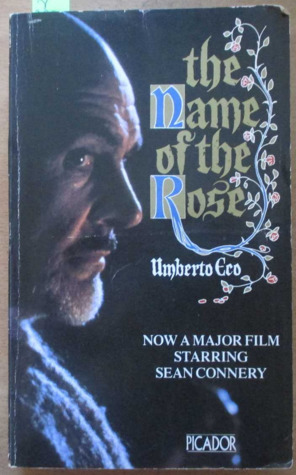 the
Name
of the
Rose
Umberto Eco
NOW A MAJOR FILM
STARRING
SEAN CONNERY
PICADOR